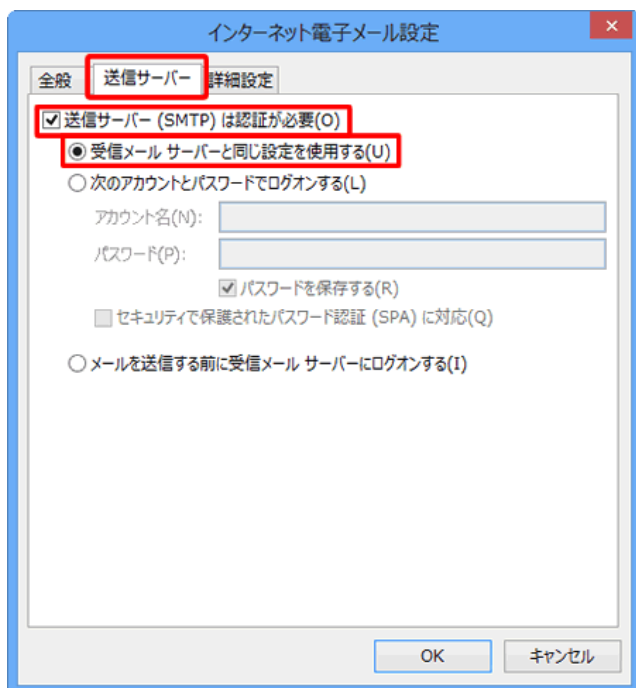 インターネット電子メール設定
全般 送信サーバー 詳細設定
送信サーバー (SMTP) は認証が必要(O)
受信メール サーバーと同じ設定を使用する(U)
次のアカウントとパスワードでログオンする(L)
アカウント名(N):
パスワード(P):
パスワードを保存する(R)
セキュリティで保護されたパスワード認証 (SPA) に対応(Q)
メールを送信する前に受信メール サーバーにログオンする(I)
OK キャンセル